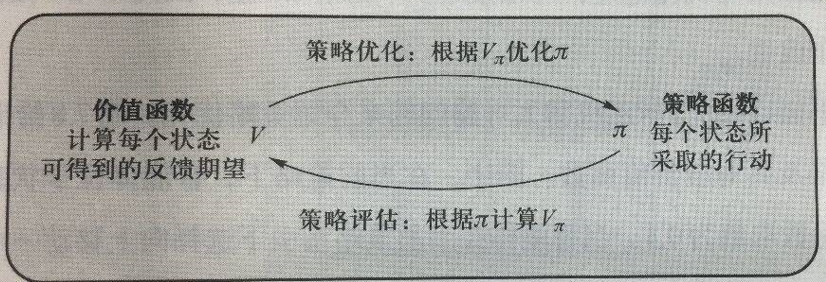 策略优化：根据Vπ优化π
价值函数
计算每个状态
可得到的反馈期望
V
π
策略函数
每个状态所
采取的行动
策略评估：根据π计算Vπ